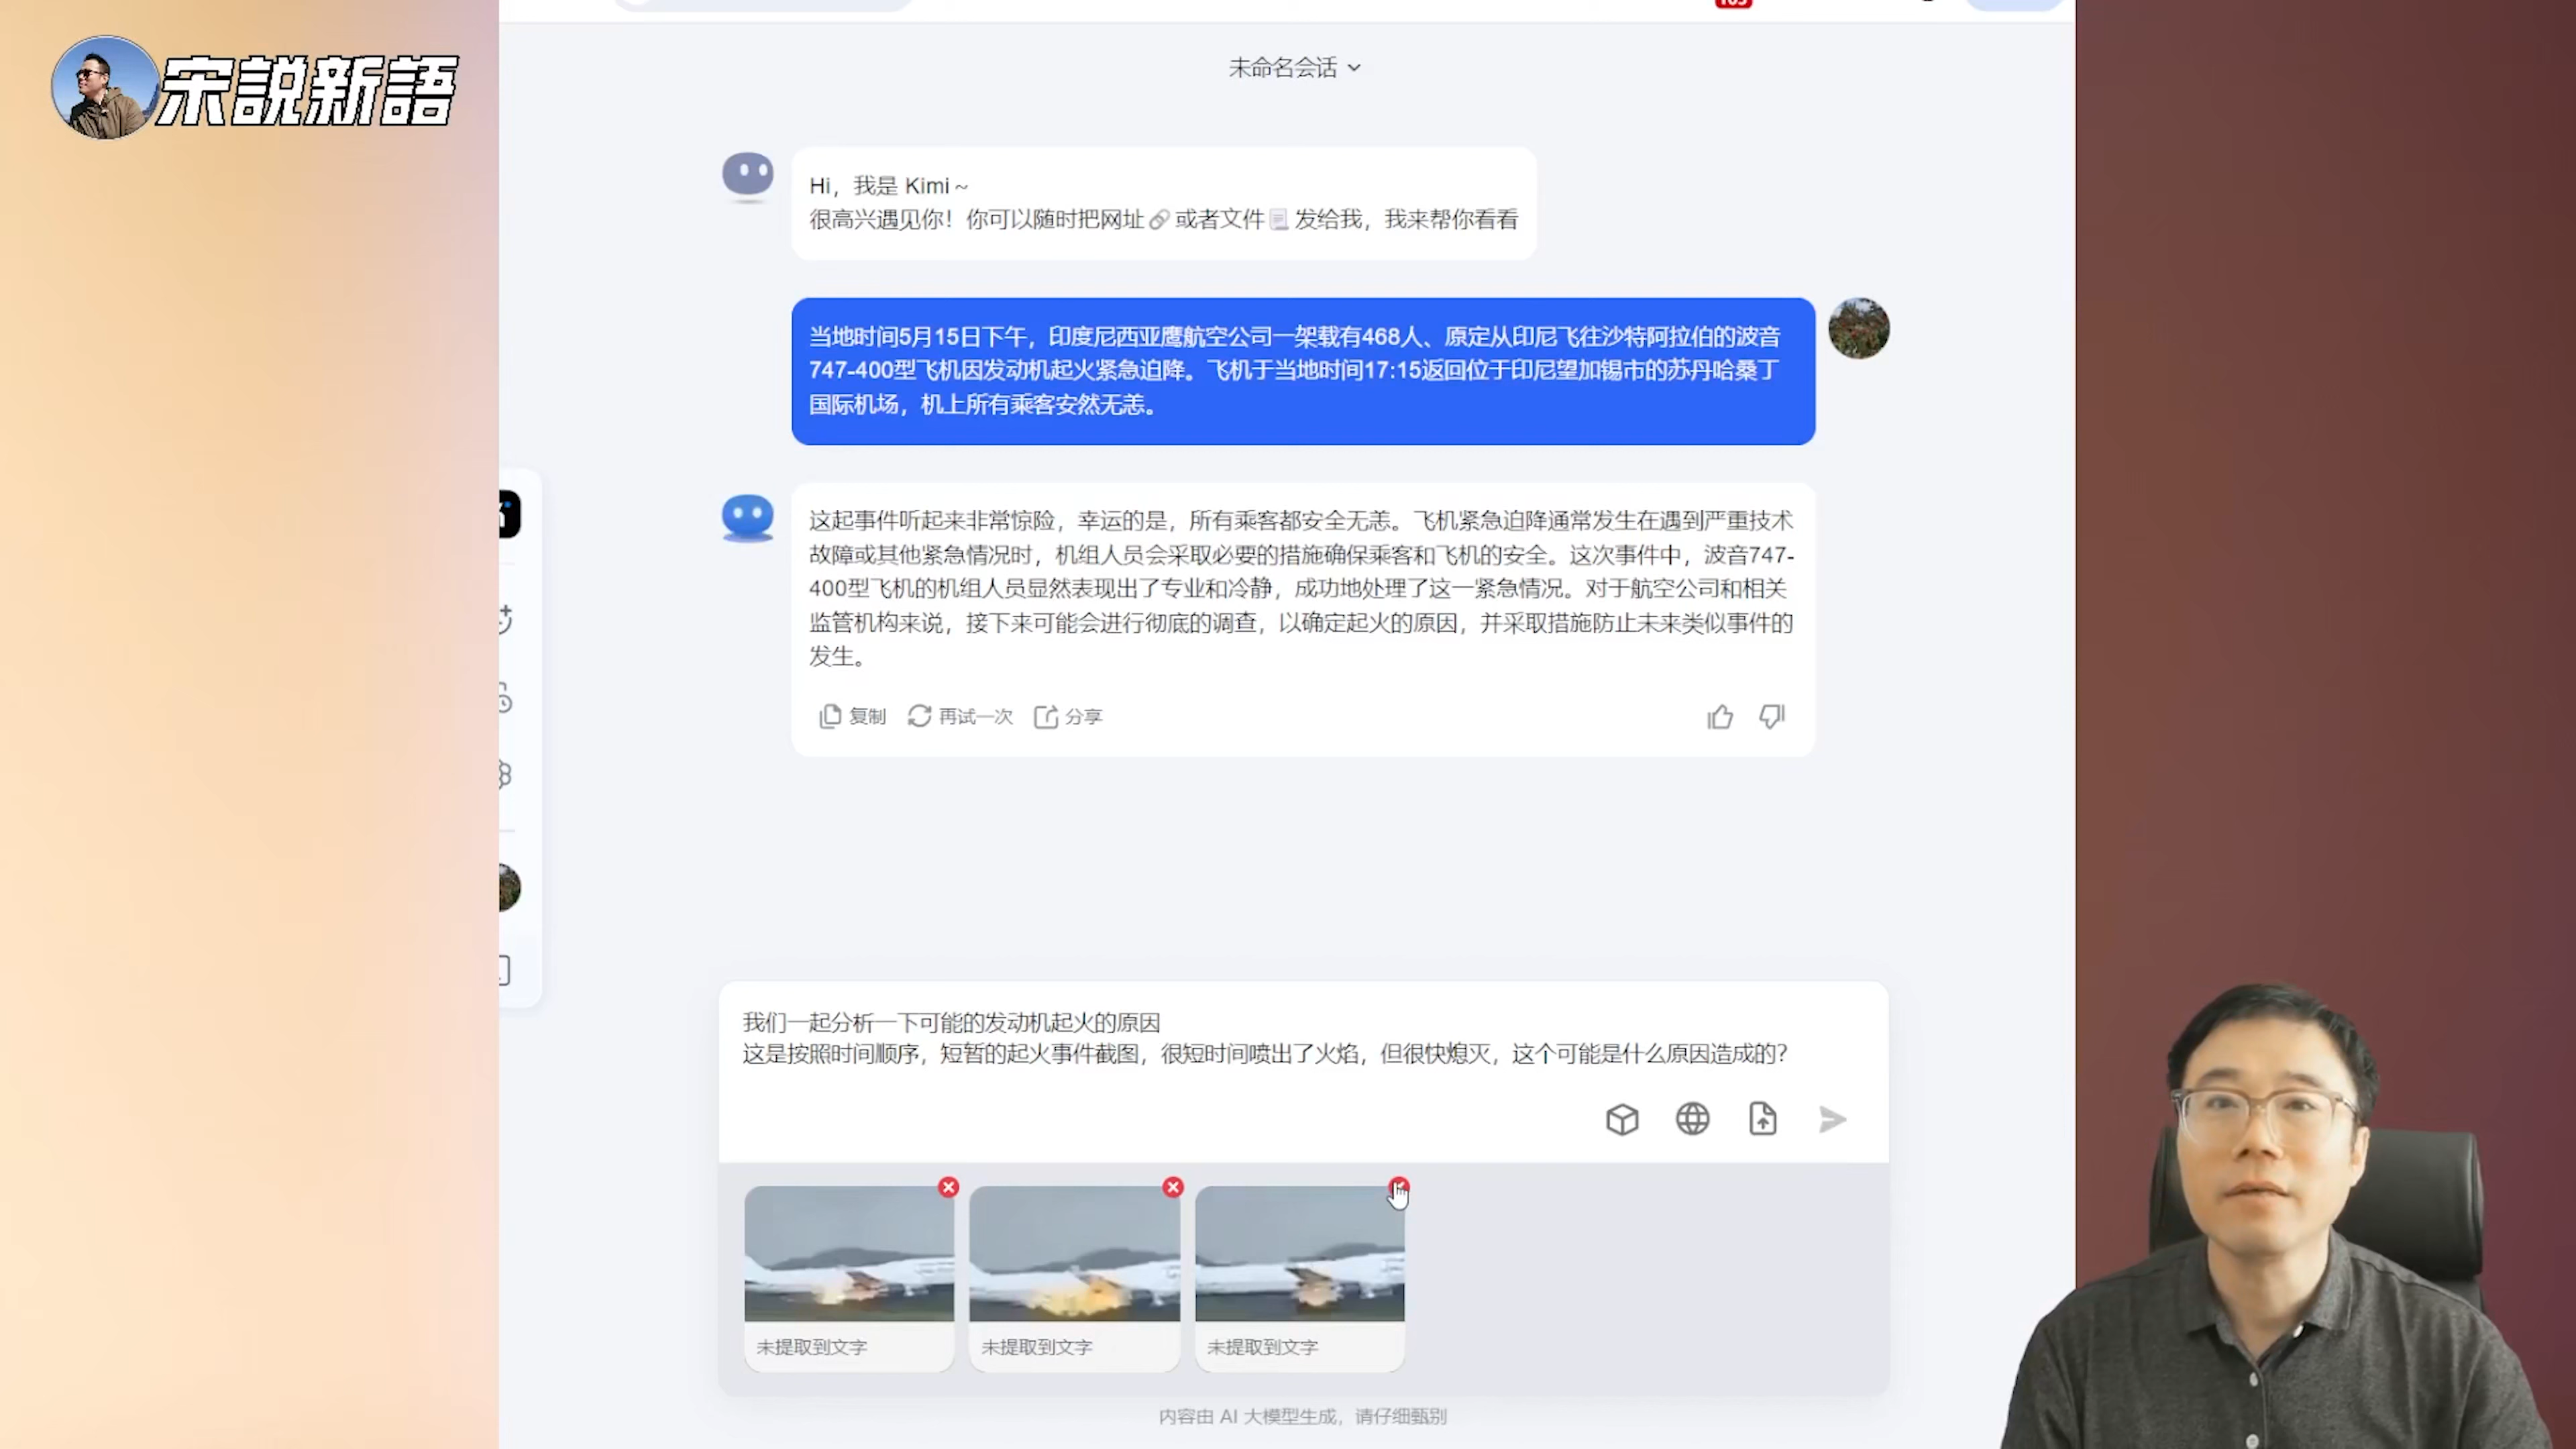 宋説新語
未命名会话
Hi，我是 Kimi～
很高兴遇见你！你可以随时把网址🔗或者文件📃发给我，我来帮你看看
当地时间5月15日下午，印度尼西亚鹰航空公司一架载有468人、原定从印尼飞往沙特阿拉伯的波音
747-400型飞机因发动机起火紧急迫降。飞机于当地时间17:15返回位于印尼望加锡市的苏丹哈桑丁
国际机场，机上所有乘客安然无恙。
这起事件听起来非常惊险，幸运的是，所有乘客都安全无恙。飞机紧急迫降通常发生在遇到严重技术
故障或其他紧急情况时，机组人员会采取必要的措施确保乘客和飞机的安全。这次事件中，波音747-
400型飞机的机组人员显然表现出了专业和冷静，成功地处理了这一紧急情况。对于航空公司和相关
监管机构来说，接下来可能会进行彻底的调查，以确定起火的原因，并采取措施防止未来类似事件的
发生。
复制 再试一次 分享
我们一起分析一下可能的发动机起火的原因
这是按照时间顺序，短暂的起火事件截图，很短时间喷出了火焰，但很快熄灭，这个可能是什么原因造成的？
未提取到文字 未提取到文字 未提取到文字
内容由 AI 大模型生成，请仔细甄别